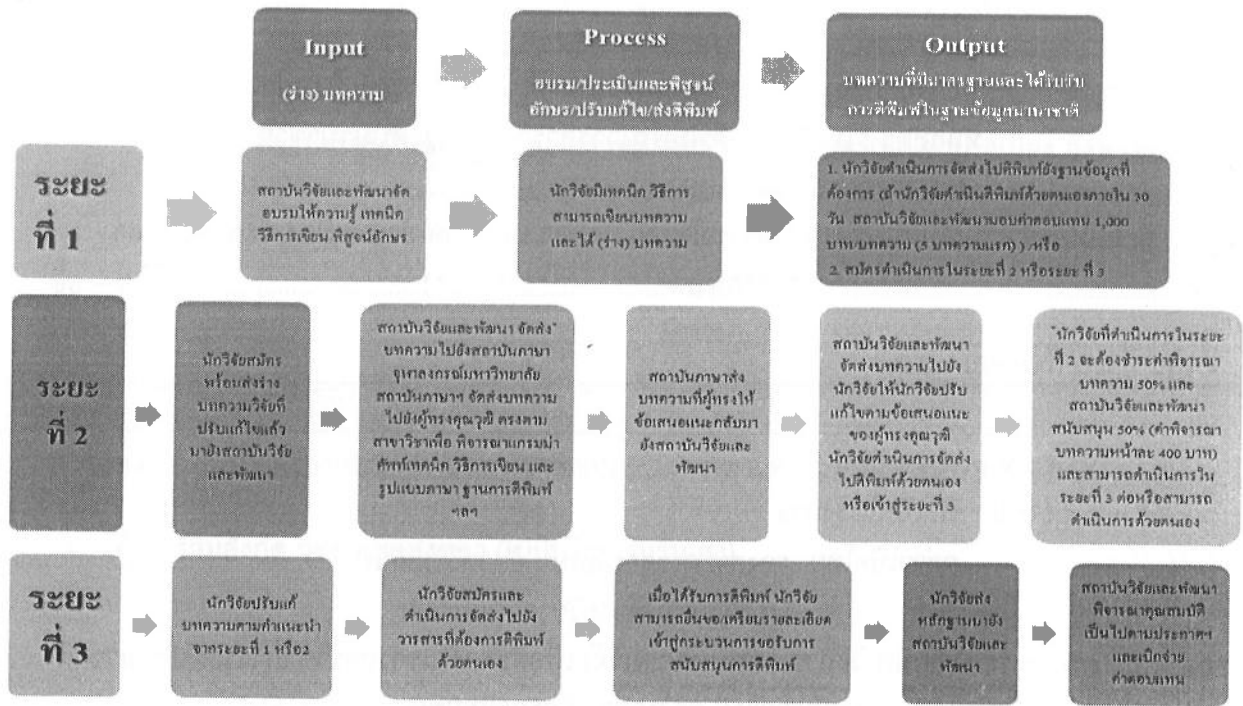 Input
(ร่าง) บทความ
Process
อบรม/ประเมินและพิสูจน์
อักษร/ปรับแก้ไข/ส่งตีพิมพ์
Output
บทความที่มีมาตรฐานและได้รับรับ
การตีพิมพ์ในฐานข้อมูลนานาชาติ
ระยะ
ที่ 1
สถาบันวิจัยและพัฒนาจัด
อบรมให้ความรู้ เทคนิค
วิธีการเขียน พิสูจน์อักษร
นักวิจัยมีเทคนิค วิธีการ
สามารถเขียนบทความ
และได้ (ร่าง) บทความ
1. นักวิจัยดำเนินการจัดส่งไปตีพิมพ์ยังฐานข้อมูลที่
ต้องการ (ถ้านักวิจัยดำเนินตีพิมพ์ด้วยตนเองภายใน 30
วัน สถาบันวิจัยและพัฒนามอบค่าตอบแทน 1,000
บาท/บทความ (5 บทความแรก) ) /หรือ
2. สมัครดำเนินการในระยะที่ 2 หรือระยะ ที่ 3
ระยะ
ที่ 2
นักวิจัยสมัคร
พร้อมส่งร่าง
บทความวิจัยที่
ปรับแก้ไขแล้ว
มายังสถาบันวิจัย
และพัฒนา
สถาบันวิจัยและพัฒนา จัดส่ง*
บทความไปยังสถาบันภาษา
จุฬาลงกรณ์มหาวิทยาลัย
สถาบันภาษาฯ จัดส่งบทความ
ไปยังผู้ทรงคุณวุฒิ ตรงตาม
สาขาวิชาเพื่อ พิจารณาแกรมม่า
ศัพท์เทคนิค วิธีการเขียน และ
รูปแบบภาษา ฐานการตีพิมพ์
ฯลฯ
สถาบันภาษาส่ง
บทความที่ผู้ทรงให้
ข้อเสนอแนะกลับมา
ยังสถาบันวิจัยและ
พัฒนา
สถาบันวิจัยและพัฒนา
จัดส่งบทความไปยัง
นักวิจัยให้นักวิจัยปรับ
แก้ไขตามข้อเสนอแนะ
ของผู้ทรงคุณวุฒิ
นักวิจัยดำเนินการจัดส่ง
ไปตีพิมพ์ด้วยตนเอง
หรือเข้าสู่ระยะที่ 3
*นักวิจัยที่ดำเนินการในระยะ
ที่ 2 จะต้องชำระค่าพิจารณา
บทความ 50% และ
สถาบันวิจัยและพัฒนา
สนับสนุน 50% (ค่าพิจารณา
บทความหน้าละ 400 บาท)
และสามารถดำเนินการใน
ระยะที่ 3 ต่อหรือสามารถ
ดำเนินการด้วยตนเอง
ระยะ
ที่ 3
นักวิจัยปรับแก้
บทความตามคำแนะนำ
จากระยะที่ 1 หรือ2
นักวิจัยสมัครและ
ดำเนินการจัดส่งไปยัง
วารสารที่ต้องการตีพิมพ์
ด้วยตนเอง
เมื่อได้รับการตีพิมพ์ นักวิจัย
สามารถยื่นขอ/เตรียมรายละเอียด
เข้าสู่กระบวนการขอรับการ
สนับสนุนการตีพิมพ์
นักวิจัยส่ง
หลักฐานมายัง
สถาบันวิจัยและ
พัฒนา
สถาบันวิจัยและพัฒนา
พิจารณาคุณสมบัติ
เป็นไปตามประกาศฯ
และเบิกจ่าย
ค่าตอบแทน